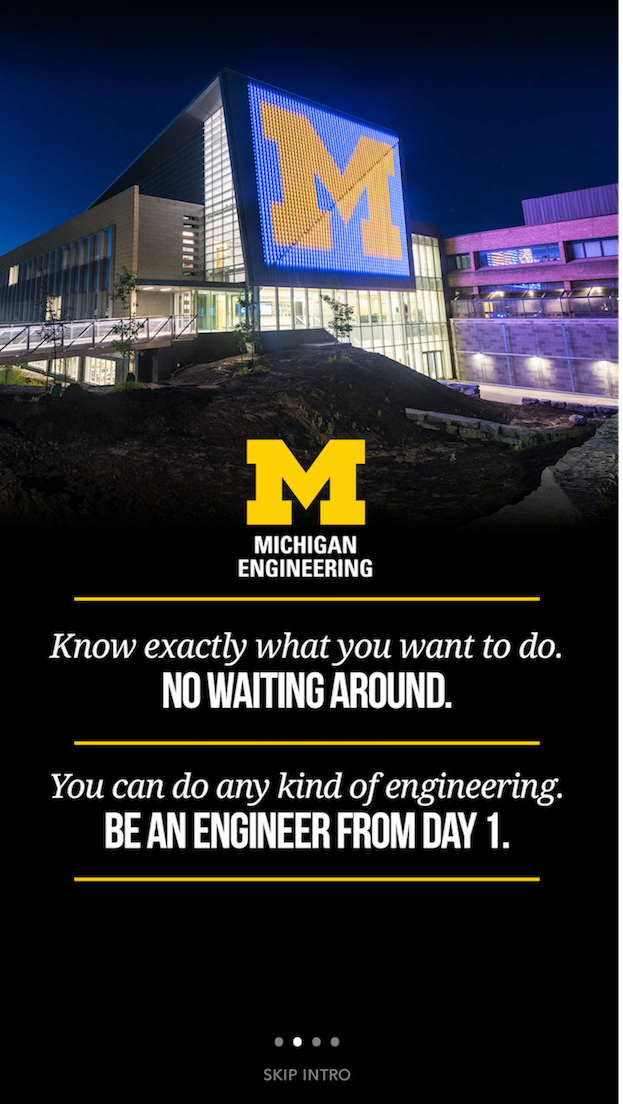 M
M
MICHIGAN
ENGINEERING
Know exactly what you want to do.
NO WAITING AROUND.
You can do any kind of engineering.
BE AN ENGINEER FROM DAY 1.
SKIP INTRO